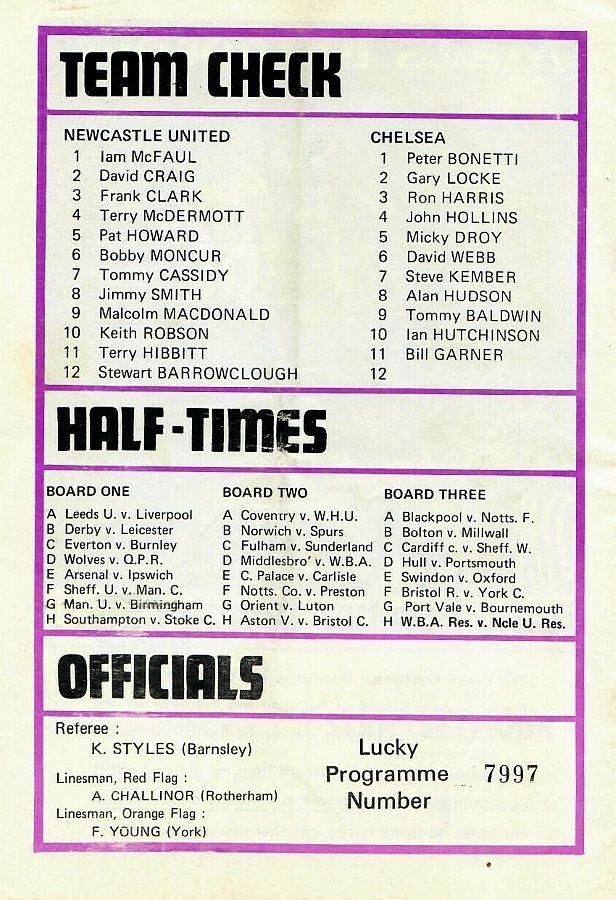 TEAM CHECK
NEWCASTLE UNITED
1 Iam McFAUL
2 David CRAIG
3 Frank CLARK
4 Terry McDERMOTT
5 Pat HOWARD
6 Bobby MONCUR
7 Tommy CASSIDY
8 Jimmy SMITH
9 Malcolm MACDONALD
10 Keith ROBSON
11 Terry HIBBITT
12 Stewart BARROWCLOUGH
CHELSEA
1 Peter BONETTI
2 Gary LOCKE
3 Ron HARRIS
4 John HOLLINS
5 Micky DROY
6 David WEBB
7 Steve KEMBER
8 Alan HUDSON
9 Tommy BALDWIN
10 Ian HUTCHINSON
11 Bill GARNER
12
HALF-TIMES
BOARD ONE
A Leeds U. v. Liverpool
B Derby v. Leicester
C Everton v. Burnley
D Wolves v. Q.P.R.
E Arsenal v. Ipswich
F Sheff. U. v. Man. C.
G Man. U. v. Birmingham
H Southampton v. Stoke C.
BOARD TWO
A Coventry v. W.H.U.
B Norwich v. Spurs
C Fulham v. Sunderland
D Middlesbro' v. W.B.A.
E C. Palace v. Carlisle
F Notts. Co. v. Preston
G Orient v. Luton
H Aston V. v. Bristol C.
BOARD THREE
A Blackpool v. Notts. F.
B Bolton v. Millwall
C Cardiff c. v. Sheff. W.
D Hull v. Portsmouth
E Swindon v. Oxford
F Bristol R. v. York C.
G Port Vale v. Bournemouth
H W.B.A. Res. v. Ncle U. Res.
OFFICIALS
Referee :
K. STYLES (Barnsley)
Linesman, Red Flag :
A. CHALLINOR (Rotherham)
Linesman, Orange Flag :
F. YOUNG (York)
Lucky
Programme 7997
Number